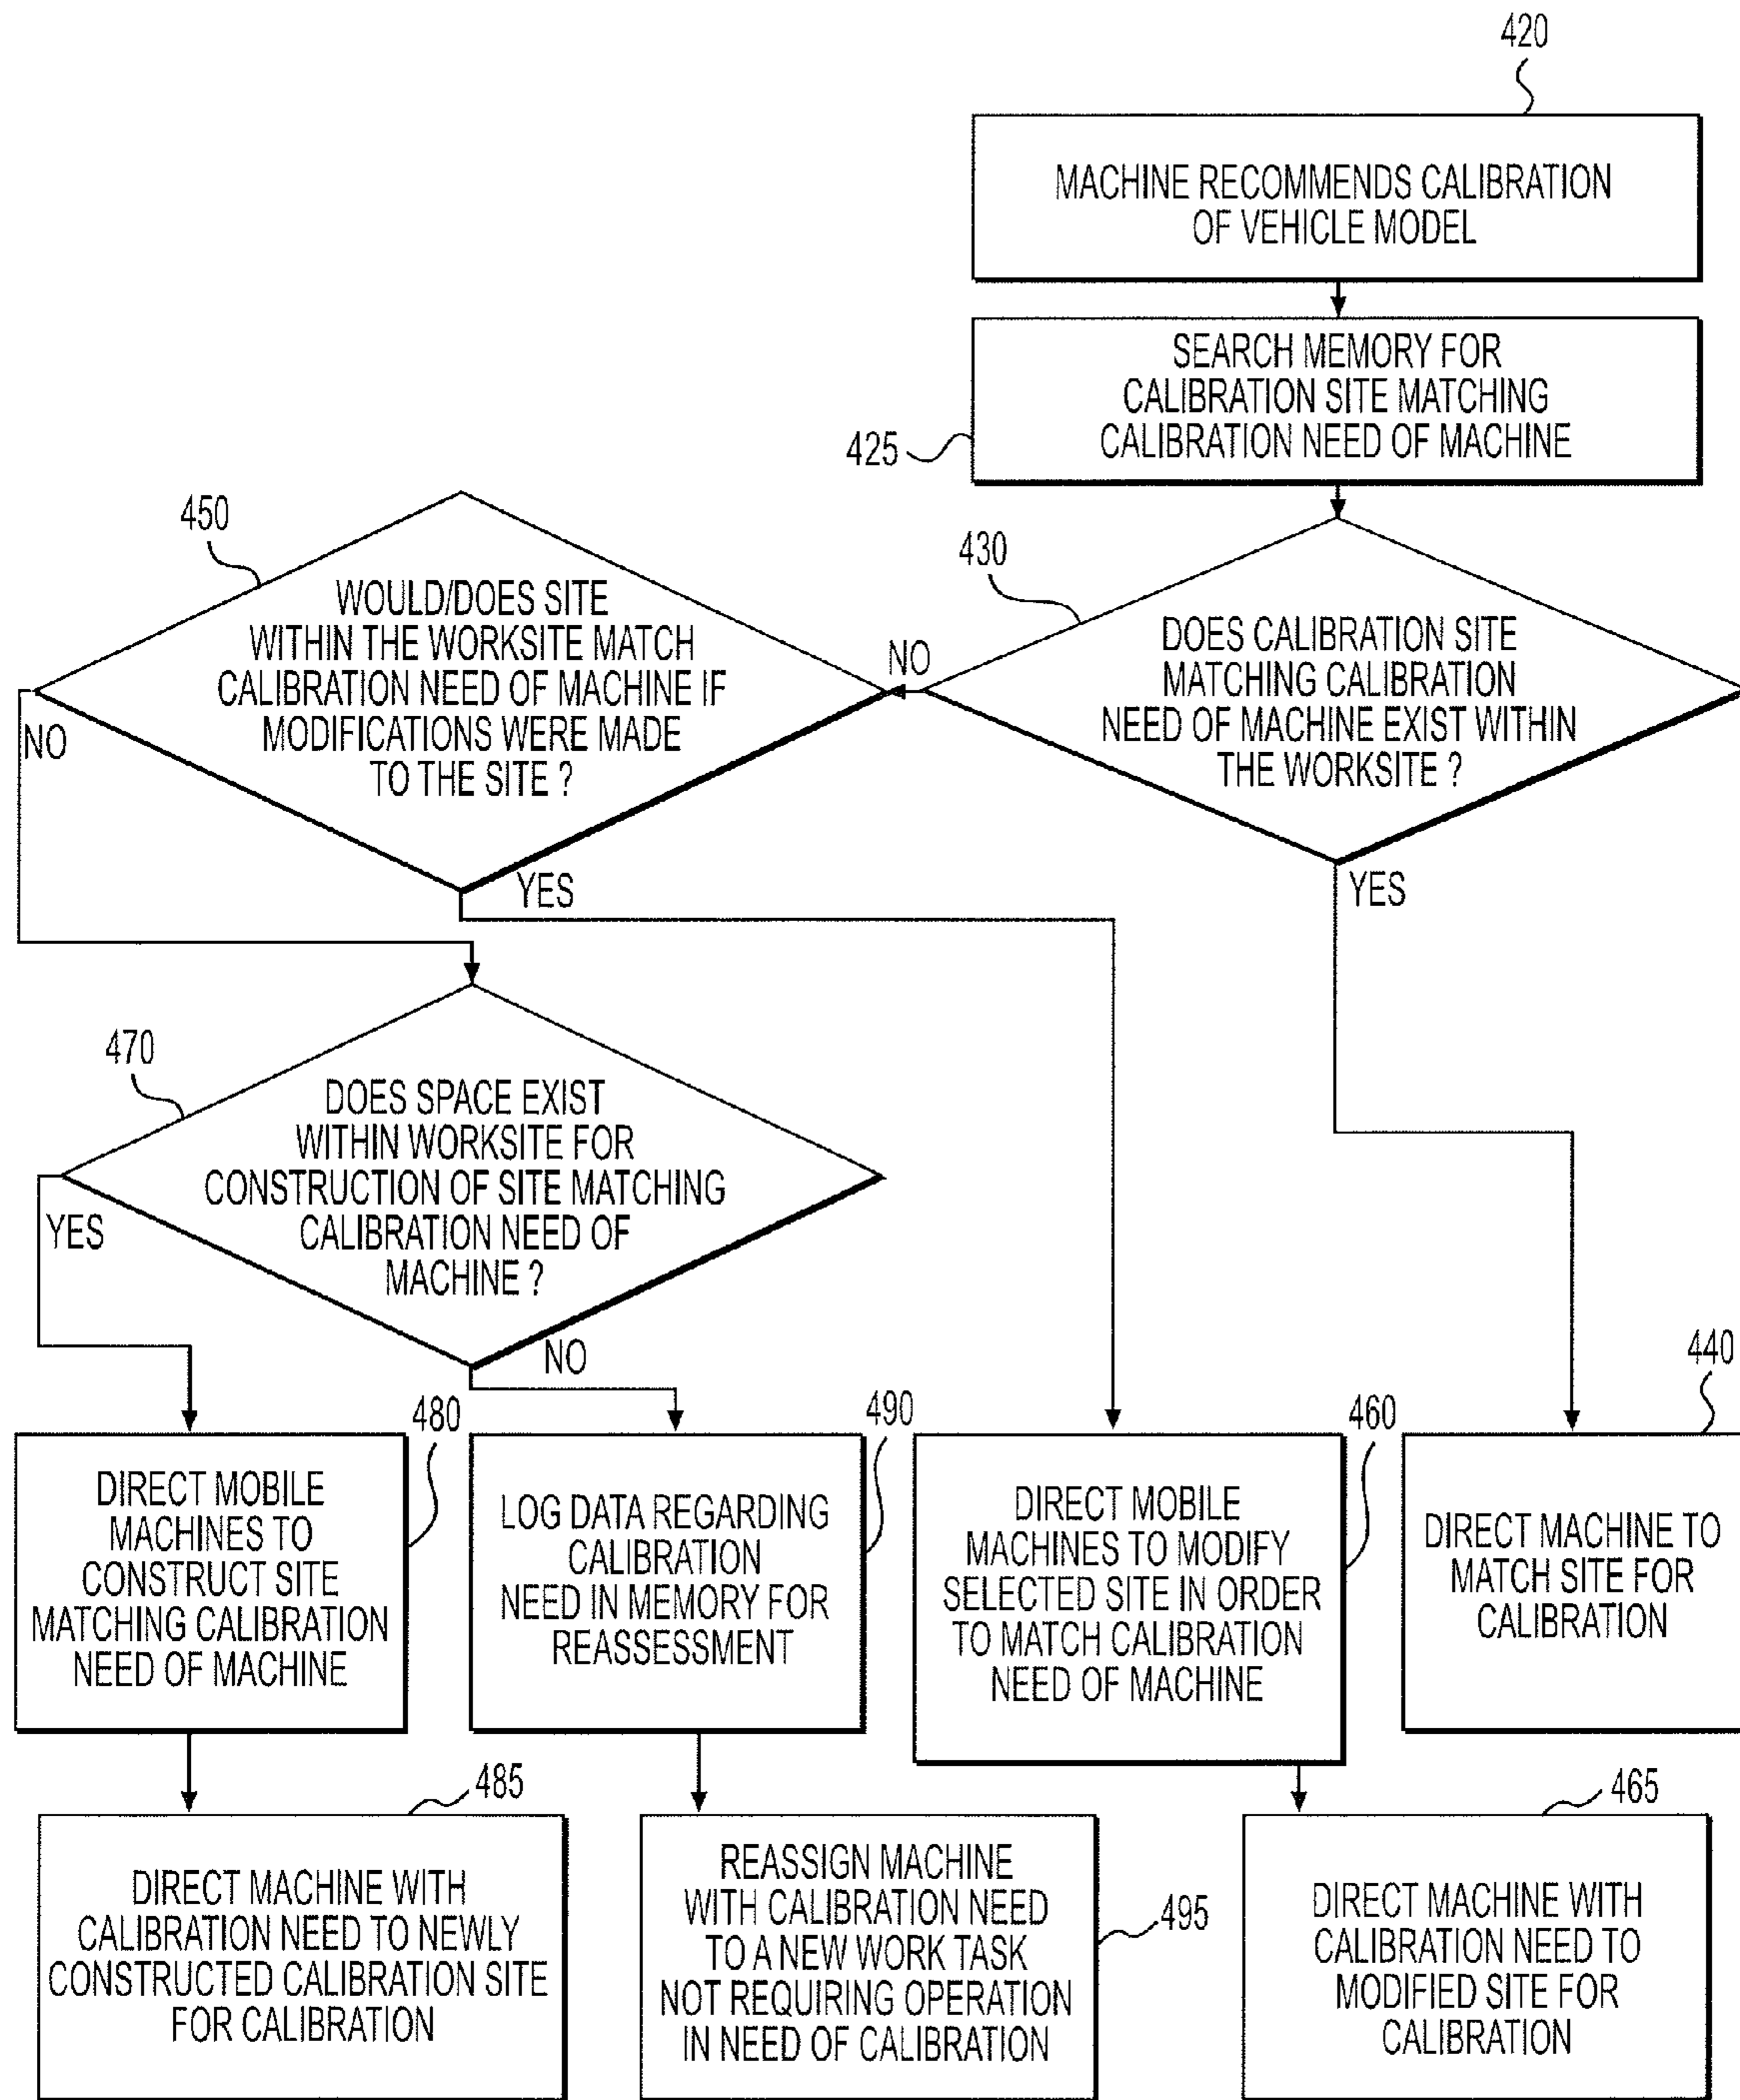 420
MACHINE RECOMMENDS CALIBRATION
OF VEHICLE MODEL
SEARCH MEMORY FOR
CALIBRATION SITE MATCHING
CALIBRATION NEED OF MACHINE
425
450
WOULD/DOES SITE
WITHIN THE WORKSITE MATCH
CALIBRATION NEED OF MACHINE IF
MODIFICATIONS WERE MADE
TO THE SITE ?
NO
YES
430
DOES CALIBRATION SITE
MATCHING CALIBRATION
NEED OF MACHINE EXIST WITHIN
THE WORKSITE ?
NO
YES
470
DOES SPACE EXIST
WITHIN WORKSITE FOR
CONSTRUCTION OF SITE MATCHING
CALIBRATION NEED OF
MACHINE ?
YES
NO
480
DIRECT MOBILE
MACHINES TO
CONSTRUCT SITE
MATCHING CALIBRATION
NEED OF MACHINE
490
LOG DATA REGARDING
CALIBRATION
NEED IN MEMORY FOR
REASSESSMENT
460
DIRECT MOBILE
MACHINES TO MODIFY
SELECTED SITE IN ORDER
TO MATCH CALIBRATION
NEED OF MACHINE
440
DIRECT MACHINE TO
MATCH SITE FOR
CALIBRATION
485
DIRECT MACHINE WITH
CALIBRATION NEED TO NEWLY
CONSTRUCTED CALIBRATION SITE
FOR CALIBRATION
REASSIGN MACHINE
WITH CALIBRATION NEED
TO A NEW WORK TASK
NOT REQUIRING OPERATION
IN NEED OF CALIBRATION
495
465
DIRECT MACHINE WITH
CALIBRATION NEED TO
MODIFIED SITE FOR
CALIBRATION